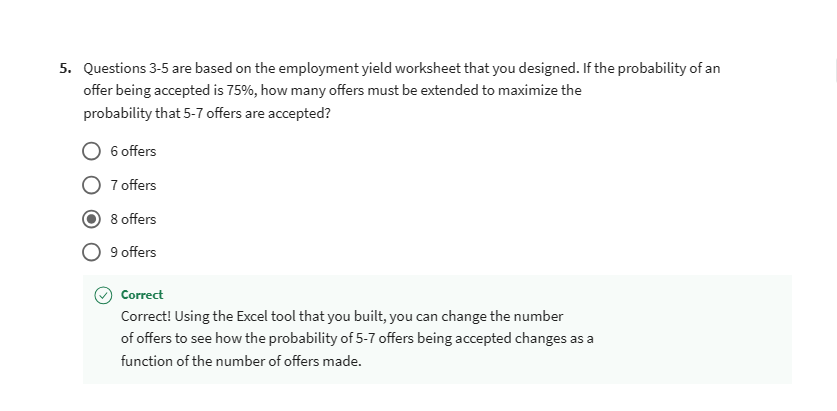 5. Questions 3-5 are based on the employment yield worksheet that you designed. If the probability of an
offer being accepted is 75%, how many offers must be extended to maximize the
probability that 5-7 offers are accepted?
6 offers
7 offers
8 offers
9 offers
Correct
Correct! Using the Excel tool that you built, you can change the number
of offers to see how the probability of 5-7 offers being accepted changes as a
function of the number of offers made.